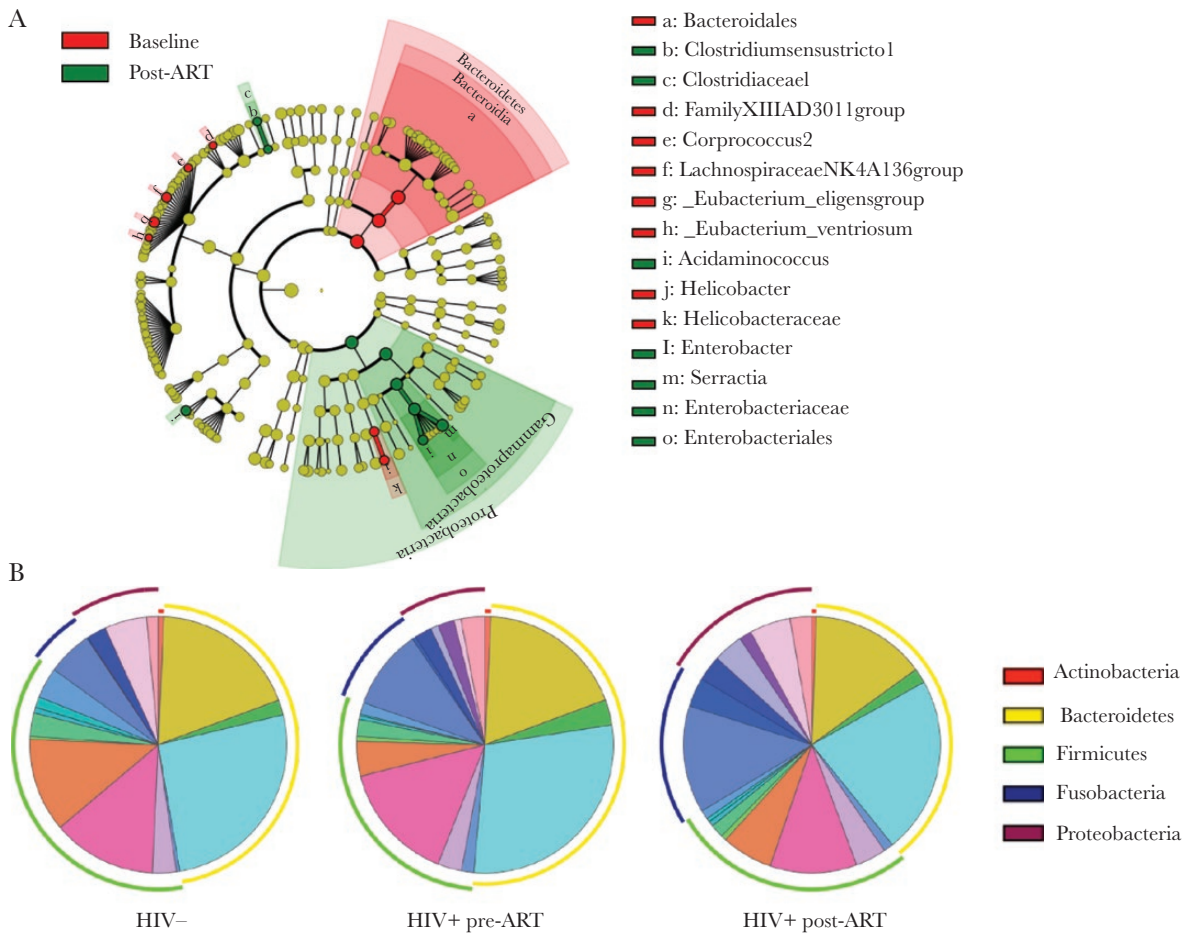 A
Baseline
Post-ART
Bacteroidetes
Bacteroidia
a
c
b
d
e
f
g
h
i
j
k
l
m
n
o
Gammaproteobacteria
Proteobacteria
a: Bacteroidales
b: Clostridiumsensustricto1
c: Clostridiaceael
d: FamilyXIIIAD3011group
e: Corprococcus2
f: LachnospiraceaeNK4A136group
g: _Eubacterium_eligensgroup
h: _Eubacterium_ventriosum
i: Acidaminococcus
j: Helicobacter
k: Helicobacteraceae
I: Enterobacter
m: Serractia
n: Enterobacteriaceae
o: Enterobacteriales
B
HIV–
HIV+ pre-ART
HIV+ post-ART
Actinobacteria
Bacteroidetes
Firmicutes
Fusobacteria
Proteobacteria